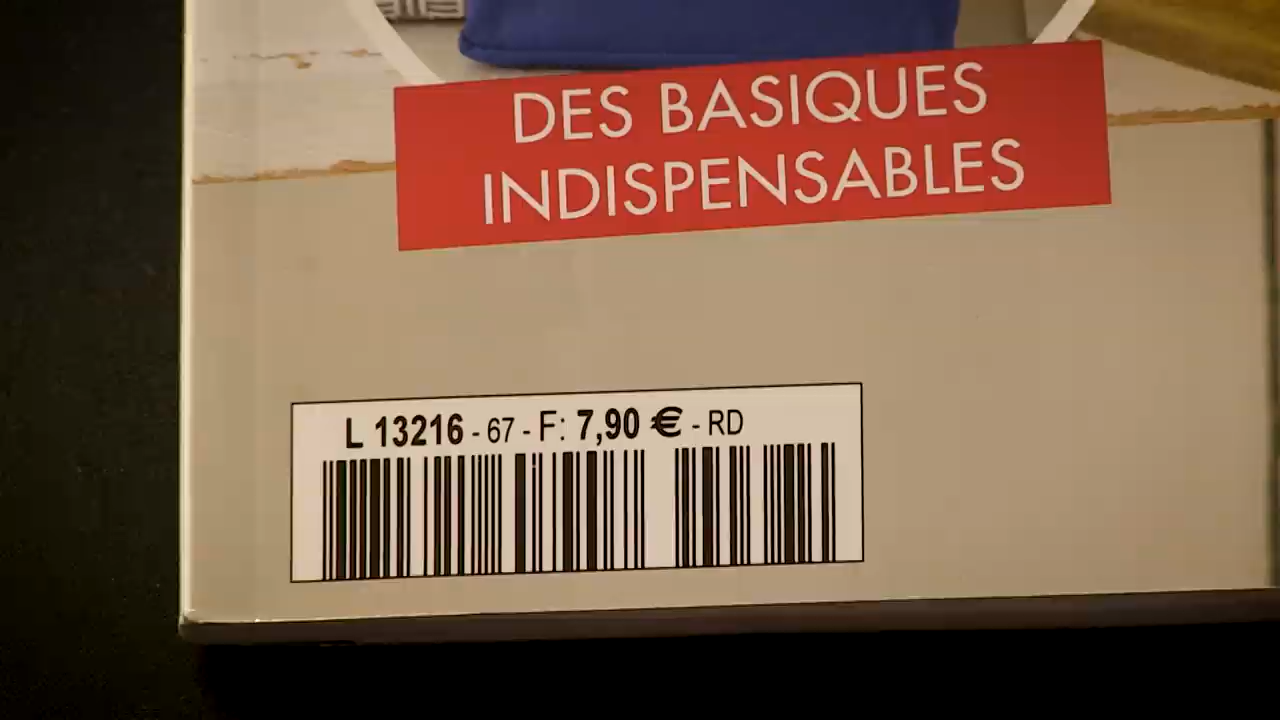 DES BASIQUES
INDISPENSABLES
L 13216 - 67 - F: 7,90 € - RD